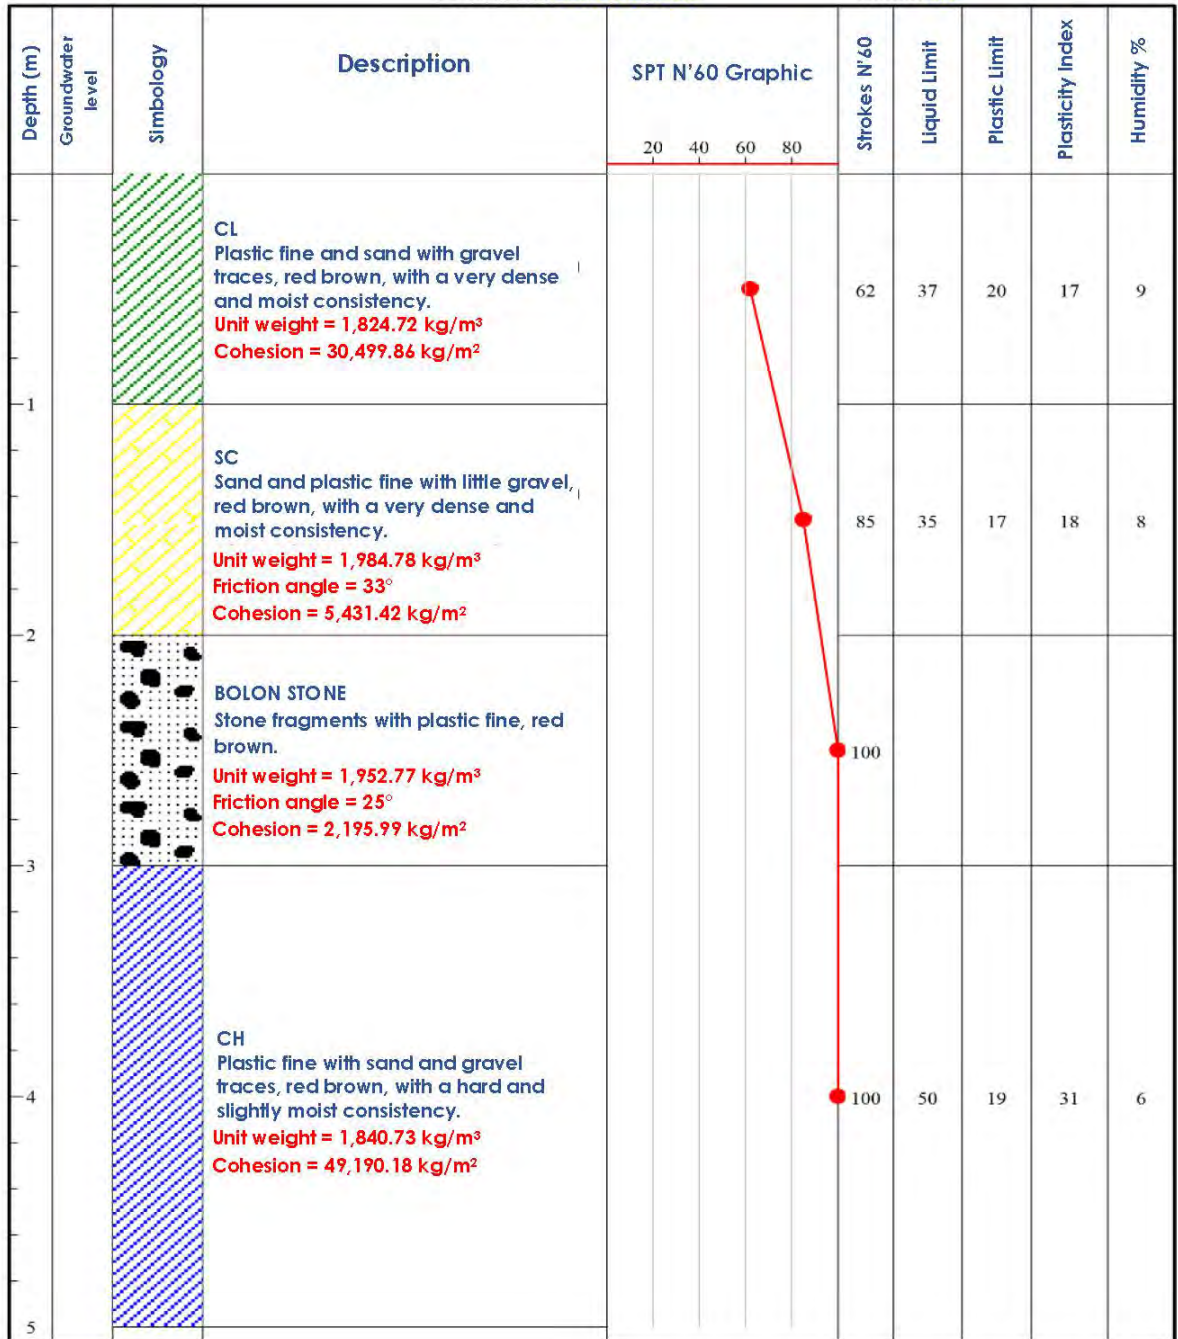 Depth (m)
Groundwater
level
Simbology
Description
SPT N'60 Graphic
20 40 60 80
Strokes N'60
Liquid Limit
Plastic Limit
Plasticity Index
Humidity %
CL
Plastic fine and sand with gravel
traces, red brown, with a very dense
and moist consistency.
Unit weight = 1,824.72 kg/m³
Cohesion = 30,499.86 kg/m²
62 37 20 17 9
1
SC
Sand and plastic fine with little gravel,
red brown, with a very dense and
moist consistency.
Unit weight = 1,984.78 kg/m³
Friction angle = 33°
Cohesion = 5,431.42 kg/m²
85 35 17 18 8
2
BOLON STONE
Stone fragments with plastic fine, red
brown.
Unit weight = 1,952.77 kg/m³
Friction angle = 25°
Cohesion = 2,195.99 kg/m²
100
3
CH
Plastic fine with sand and gravel
traces, red brown, with a hard and
slightly moist consistency.
Unit weight = 1,840.73 kg/m³
Cohesion = 49,190.18 kg/m²
4
100 50 19 31 6
5